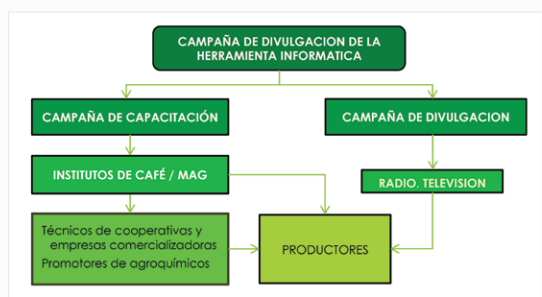 CAMPAÑA DE DIVULGACION DE LA
HERRAMIENTA INFORMATICA
CAMPAÑA DE CAPACITACIÓN
CAMPAÑA DE DIVULGACION
INSTITUTOS DE CAFÉ / MAG
RADIO. TELEVISION
Técnicos de cooperativas y
empresas comercializadoras
Promotores de agroquímicos
PRODUCTORES